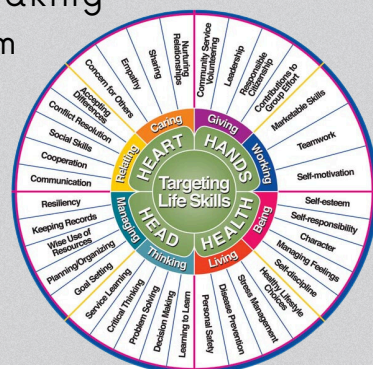 Targeting
Life Skills
HEART
HANDS
HEALTH
HEAD
Caring
Giving
Working
Being
Living
Thinking
Managing
Relating
Nurturing
Relationships
Sharing
Empathy
Concern for Others
Accepting
Differences
Conflict Resolution
Social Skills
Cooperation
Communication
Community Service
Volunteering
Leadership
Responsible
Citizenship
Contributions to
Group Effort
Marketable Skills
Teamwork
Self-motivation
Self-esteem
Self-responsibility
Character
Managing Feelings
Self-discipline
Healthy Lifestyle
Choices
Stress Management
Disease Prevention
Personal Safety
Learning to Learn
Decision Making
Problem Solving
Critical Thinking
Service Learning
Goal Setting
Planning/Organizing
Wise Use of
Resources
Keeping Records
Resiliency